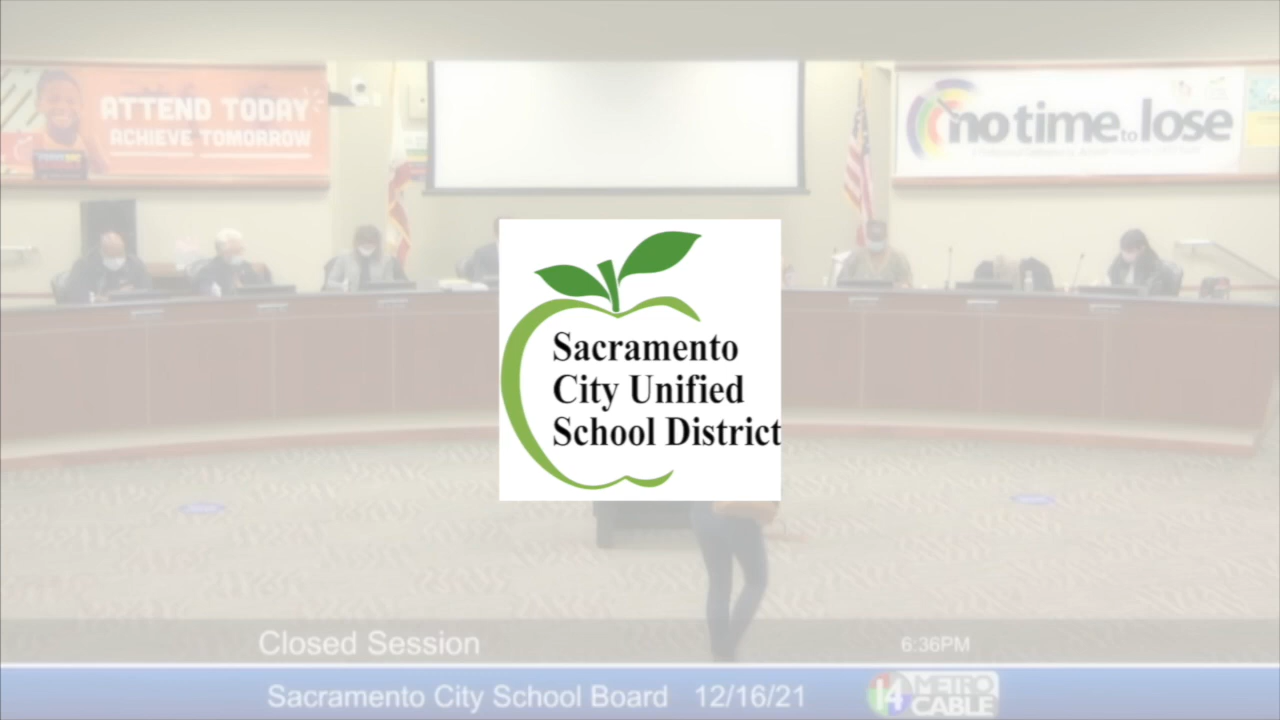 ATTEND TODAY
ACHIEVE TOMORROW
no time to lose
Sacramento
City Unified
School District
Closed Session
6:36PM
Sacramento City School Board 12/16/21
14 METRO CABLE